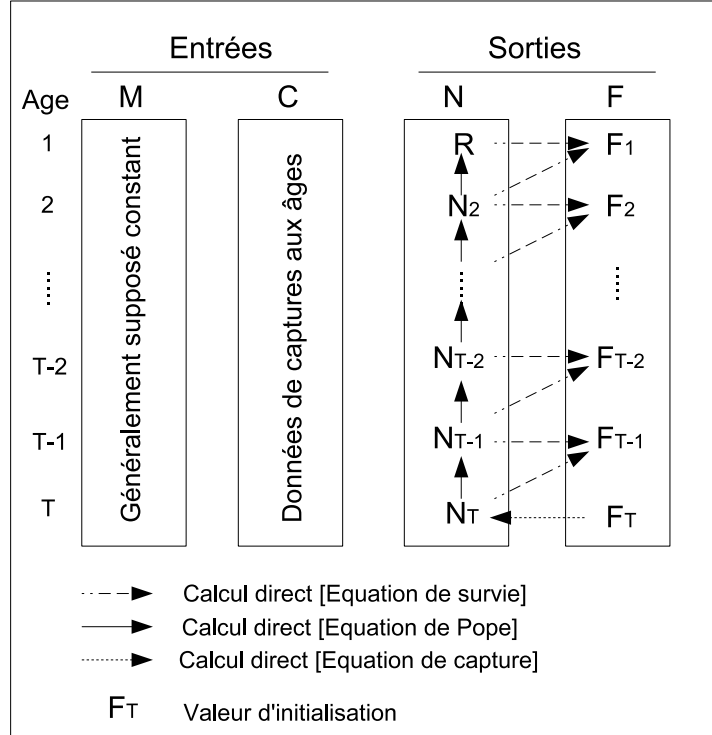 Entrées Sorties
Age M C N F
Généralement supposé constant
Données de captures aux âges
1 R F1
2 N2 F2
T-2 NT-2 FT-2
T-1 NT-1 FT-1
T NT FT
Calcul direct [Equation de survie]
Calcul direct [Equation de Pope]
Calcul direct [Equation de capture]
FT Valeur d'initialisation